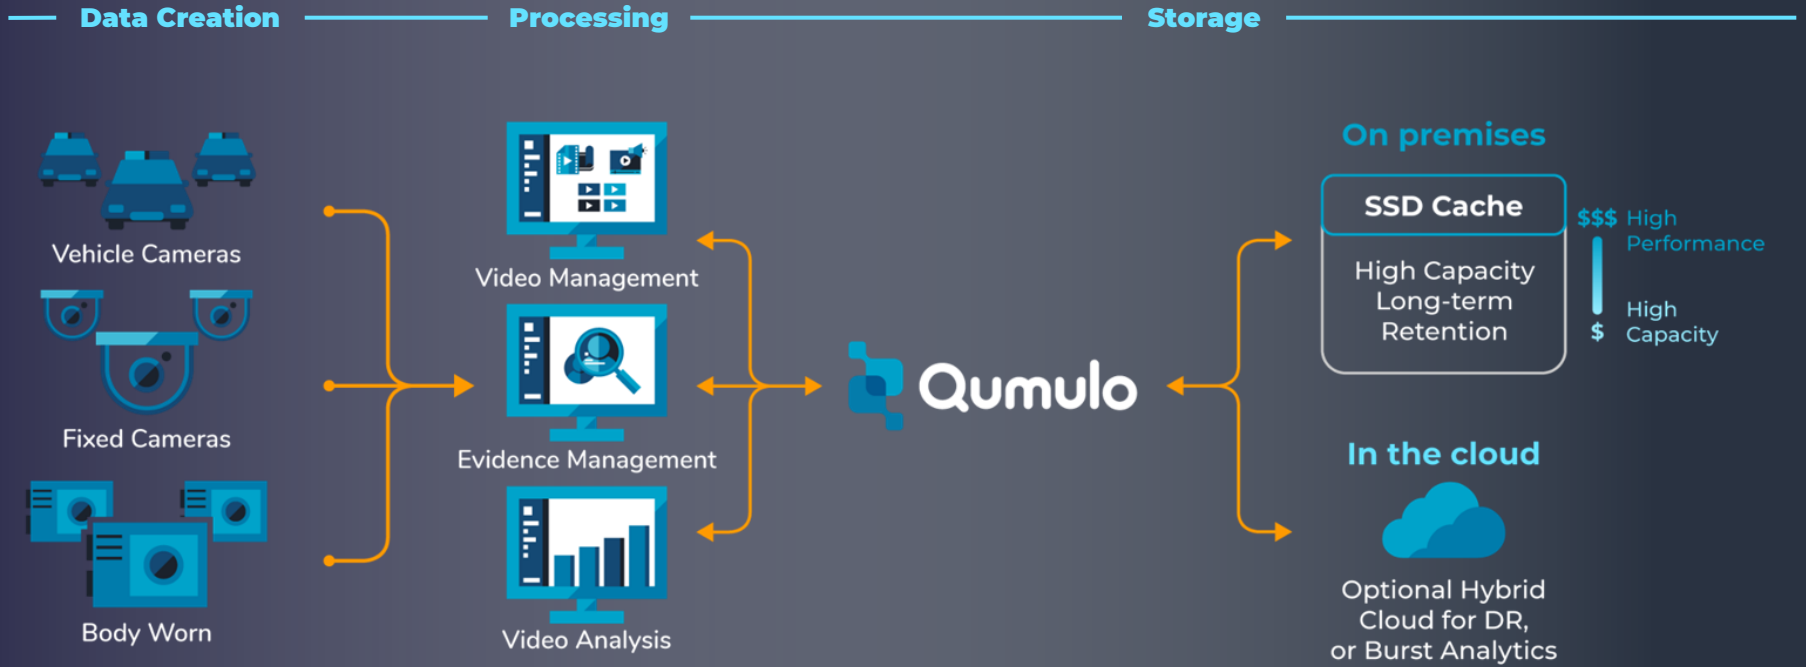 Data Creation
Processing
Storage
Vehicle Cameras
Fixed Cameras
Body Worn
Video Management
Evidence Management
Video Analysis
Qumulo
On premises
SSD Cache
High Capacity
Long-term
Retention
$$$ High
Performance
High
$ Capacity
In the cloud
Optional Hybrid
Cloud for DR,
or Burst Analytics